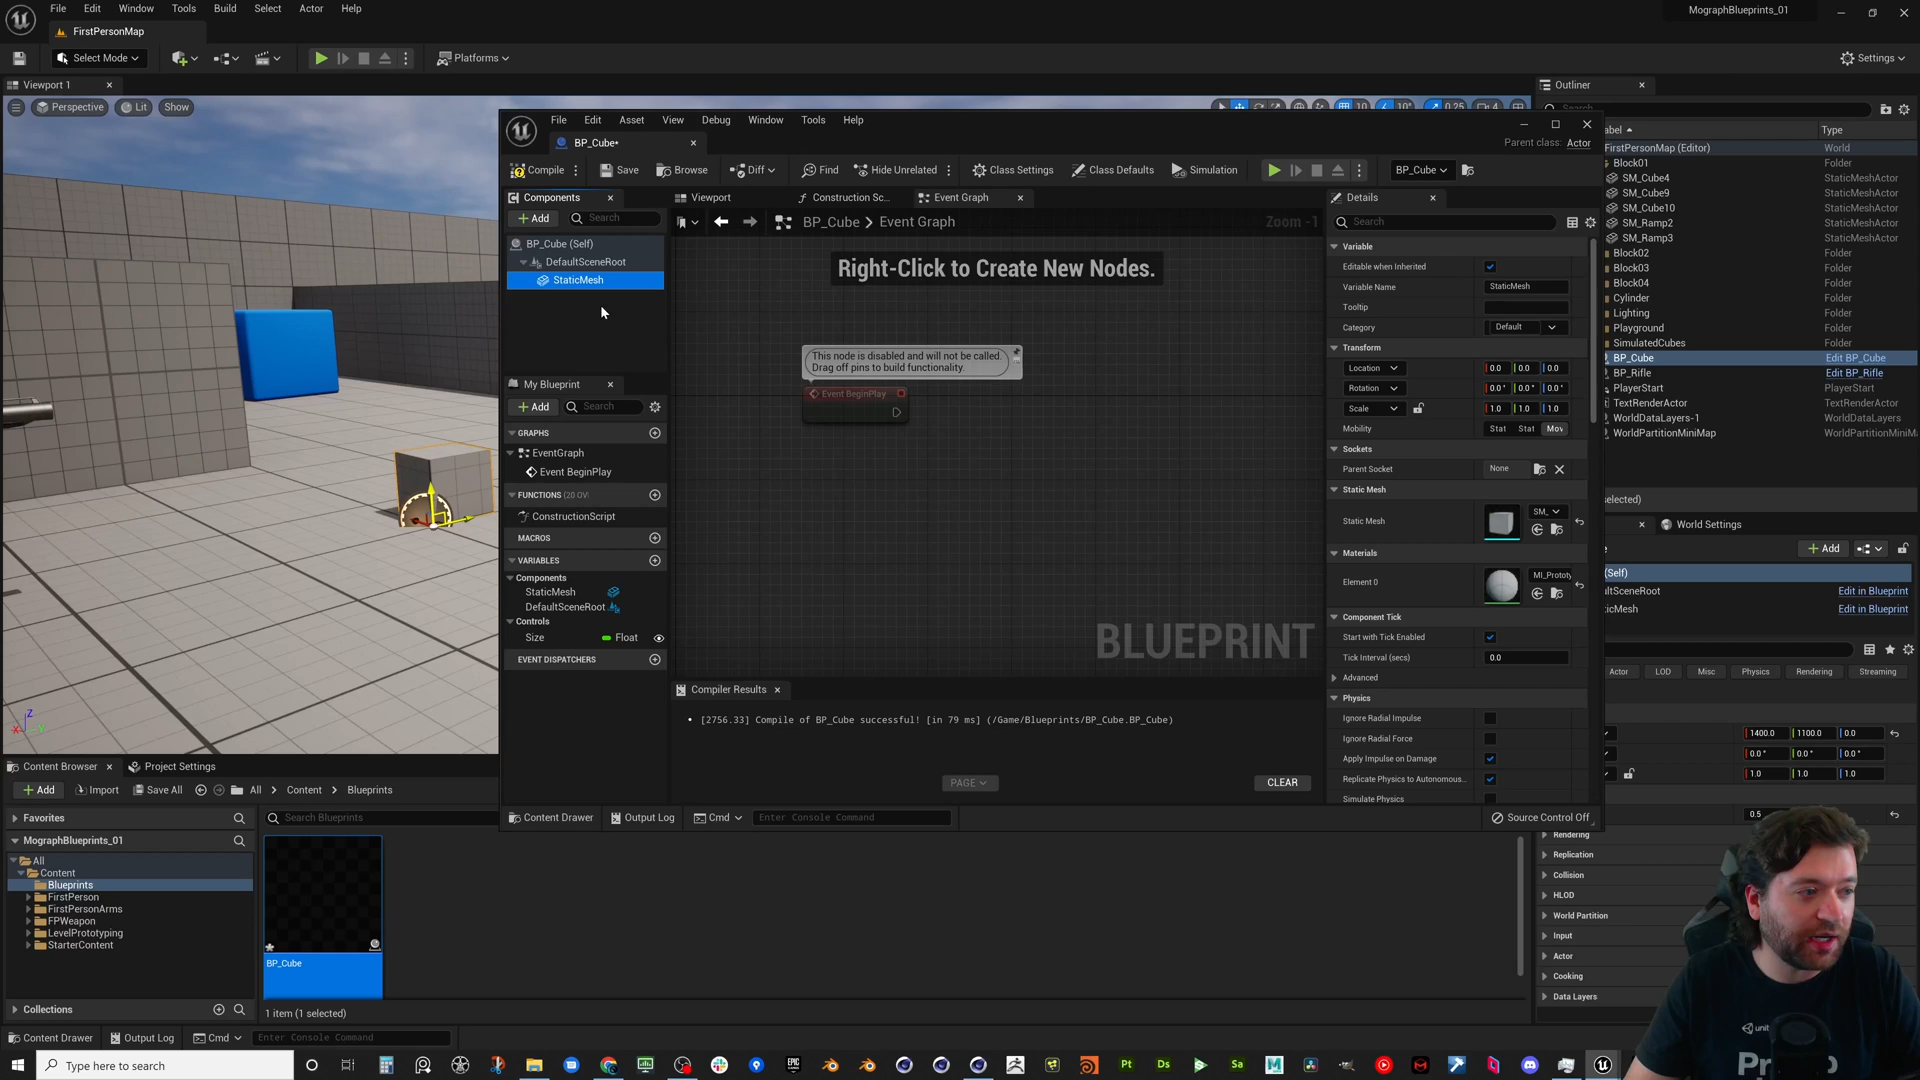 File Edit Window Tools Build Select Actor Help
MographBlueprints_01
FirstPersonMap
Select Mode
Platforms
Settings
Viewport 1
Perspective Lit Show
10 10° 0.25 4
File Edit Asset View Debug Window Tools Help
BP_Cube*
Parent class: Actor
Compile Save Browse Diff Find Hide Unrelated Class Settings Class Defaults Simulation BP_Cube
Components
Add
Search
BP_Cube (Self)
DefaultSceneRoot
StaticMesh
My Blueprint
Add
Search
GRAPHS
EventGraph
Event BeginPlay
FUNCTIONS (20 OV
ConstructionScript
MACROS
VARIABLES
Components
StaticMesh
DefaultSceneRoot
Controls
Size Float
EVENT DISPATCHERS
Viewport Construction Sc... Event Graph
BP_Cube > Event Graph
Zoom -1
Right-Click to Create New Nodes.
This node is disabled and will not be called.
Drag off pins to build functionality.
Event BeginPlay
BLUEPRINT
Compiler Results
[2756.33] Compile of BP_Cube successful! [in 79 ms] (/Game/Blueprints/BP_Cube.BP_Cube)
PAGE
CLEAR
Details
Search
Variable
Editable when Inherited
Variable Name StaticMesh
Tooltip
Category Default
Transform
Location 0.0 0.0 0.0
Rotation 0.0° 0.0° 0.0°
Scale 1.0 1.0 1.0
Mobility Stat Stat Mov
Sockets
Parent Socket None
Static Mesh
Static Mesh SM_
Materials
Element 0 MI_Prototy
Component Tick
Start with Tick Enabled
Tick Interval (secs) 0.0
Advanced
Physics
Ignore Radial Impulse
Ignore Radial Force
Apply Impulse on Damage
Replicate Physics to Autonomous...
Simulate Physics
Content Drawer Output Log Cmd Enter Console Command
Source Control Off
Outliner
Search
abel Type
FirstPersonMap (Editor) World
Block01 Folder
SM_Cube4 StaticMeshActor
SM_Cube9 StaticMeshActor
SM_Cube10 StaticMeshActor
SM_Ramp2 StaticMeshActor
SM_Ramp3 StaticMeshActor
Block02 Folder
Block03 Folder
Block04 Folder
Cylinder Folder
Lighting Folder
Playground Folder
SimulatedCubes Folder
BP_Cube Edit BP_Cube
BP_Rifle Edit BP_Rifle
PlayerStart PlayerStart
TextRenderActor TextRenderActor
WorldDataLayers-1 WorldDataLayers
WorldPartitionMiniMap WorldPartitionMiniM
elected)
World Settings
Add
(Self)
ultSceneRoot Edit in Blueprint
ticMesh Edit in Blueprint
Actor LOD Misc Physics Rendering Streaming
1400.0 1100.0 0.0
0.0° 0.0° 0.0°
1.0 1.0 1.0
0.5
Rendering
Replication
Collision
HLOD
World Partition
Input
Actor
Cooking
Data Layers
Z
X
Y
Content Browser Project Settings
Add Import Save All All > Content > Blueprints
Favorites
Search Blueprints
MographBlueprints_01
All
Content
Blueprints
FirstPerson
FirstPersonArms
FPWeapon
LevelPrototyping
StarterContent
BP_Cube
Collections
1 item (1 selected)
Content Drawer Output Log Cmd Enter Console Command
unit
Pr
Type here to search
EPIC
Pt Ds Sa M